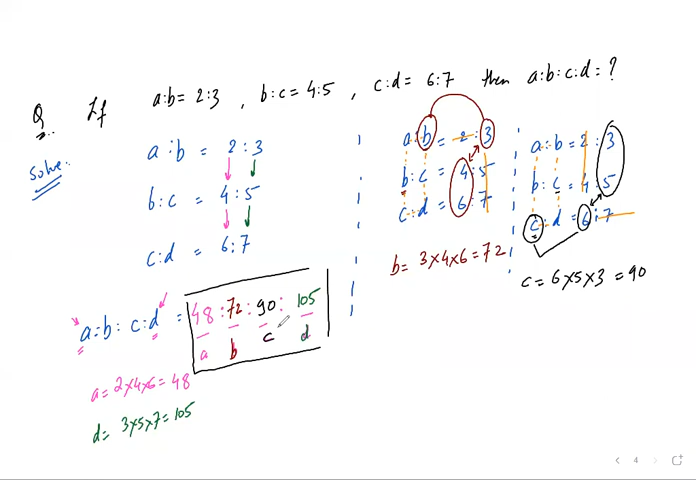 Q. If a:b = 2:3 , b:c = 4:5 , c:d = 6:7 then a:b:c:d = ?
Solve.
a:b = 2:3
b:c = 4:5
c:d = 6:7
a:b:c:d = 48:72:90:105
a b c d
a = 2×4×6 = 48
d = 3×5×7 = 105
a:b = 2:3
b:c = 4:5
c:d = 6:7
b = 3×4×6 = 72
a:b = 2:3
b:c = 4:5
c:d = 6:7
c = 6×5×3 = 90
4